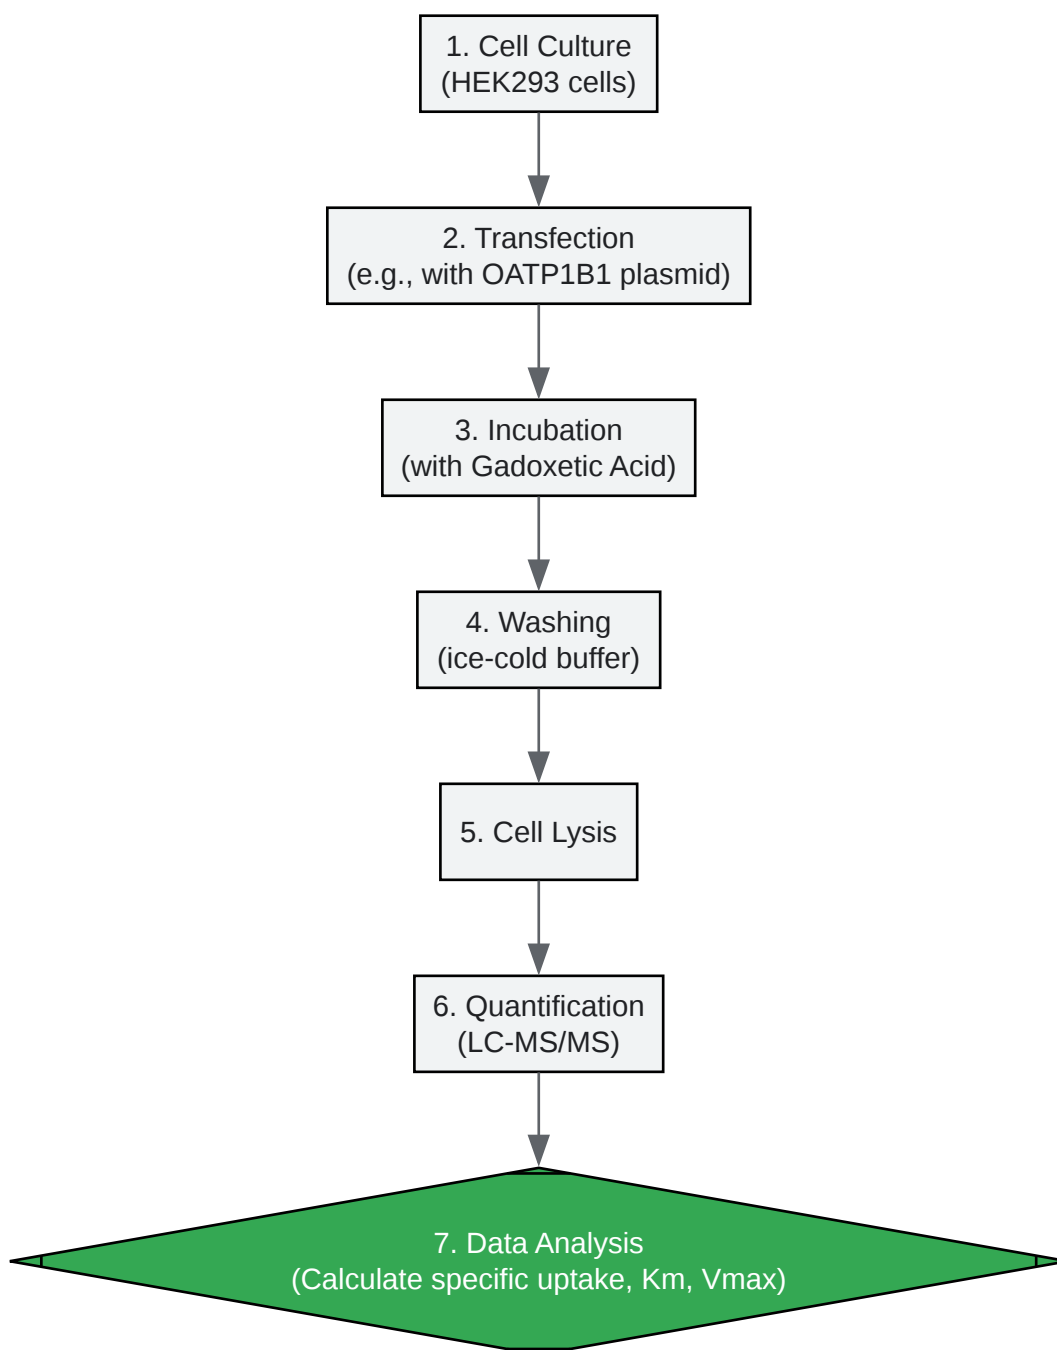 1. Cell Culture
(HEK293 cells)
2. Transfection
(e.g., with OATP1B1 plasmid)
3. Incubation
(with Gadoxetic Acid)
4. Washing
(ice-cold buffer)
5. Cell Lysis
6. Quantification
(LC-MS/MS)
7. Data Analysis
(Calculate specific uptake, Km, Vmax)